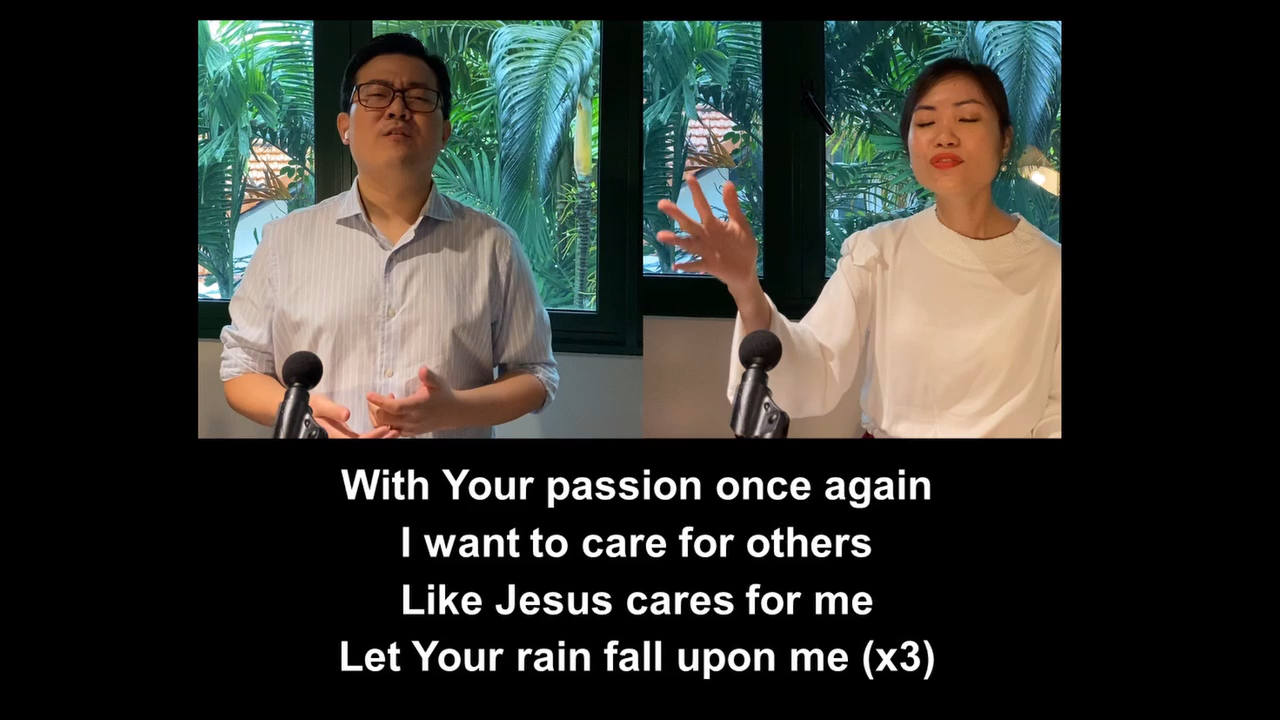 With Your passion once again
I want to care for others
Like Jesus cares for me
Let Your rain fall upon me (x3)